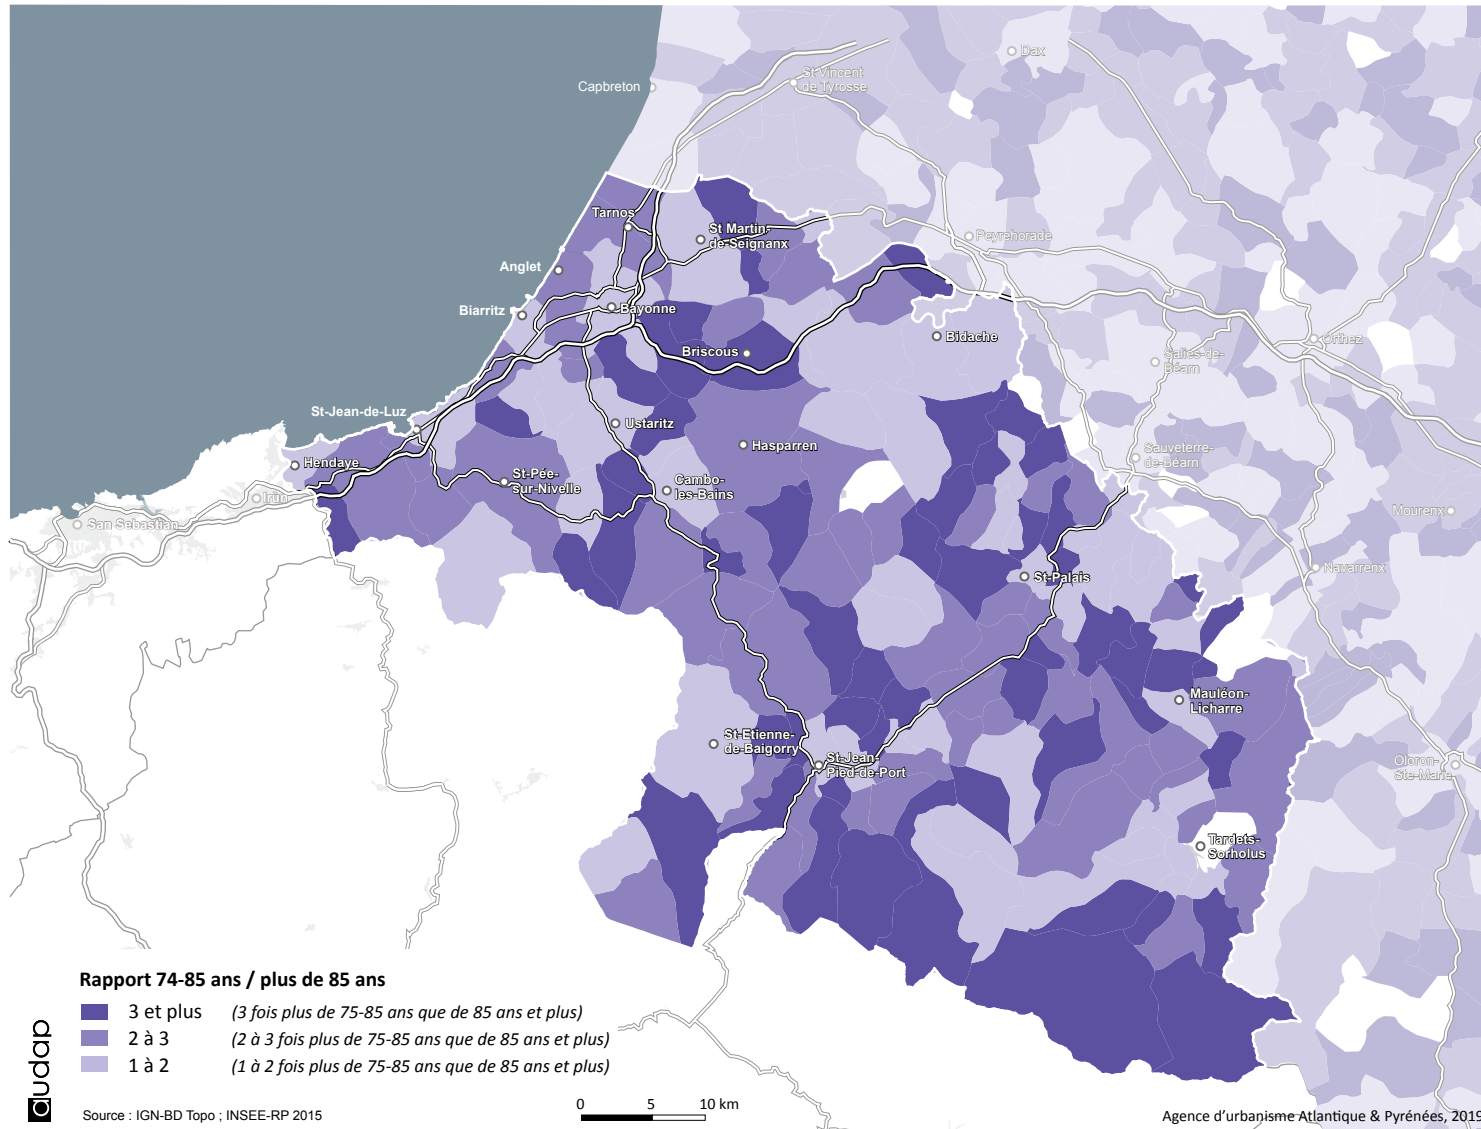 Dax
St Vincent
de Tyrosse
Capbreton
Tarnos
St Martin-
de-Seignanx
Peyrehorade
Anglet
Biarritz
Bayonne
Bidache
Orthez
Briscous
Salies-de-
Béarn
St-Jean-de-Luz
Ustaritz
Hasparren
Hendaye
Sauveterre-
de-Béarn
St-Pée-
sur-Nivelle
Cambo-
les-Bains
Irun
San Sebastian
Mourenx
St-Palais
Navarrenx
Mauléon-
Licharre
St-Etienne-
de-Baigorry
St-Jean-
Pied-de-Port
Oloron-
Ste-Marie
Tardets-
Sorholus
Rapport 74-85 ans / plus de 85 ans
3 et plus (3 fois plus de 75-85 ans que de 85 ans et plus)
2 à 3 (2 à 3 fois plus de 75-85 ans que de 85 ans et plus)
1 à 2 (1 à 2 fois plus de 75-85 ans que de 85 ans et plus)
audap
Source : IGN-BD Topo ; INSEE-RP 2015
0 5 10 km
Agence d'urbanisme Atlantique & Pyrénées, 2019